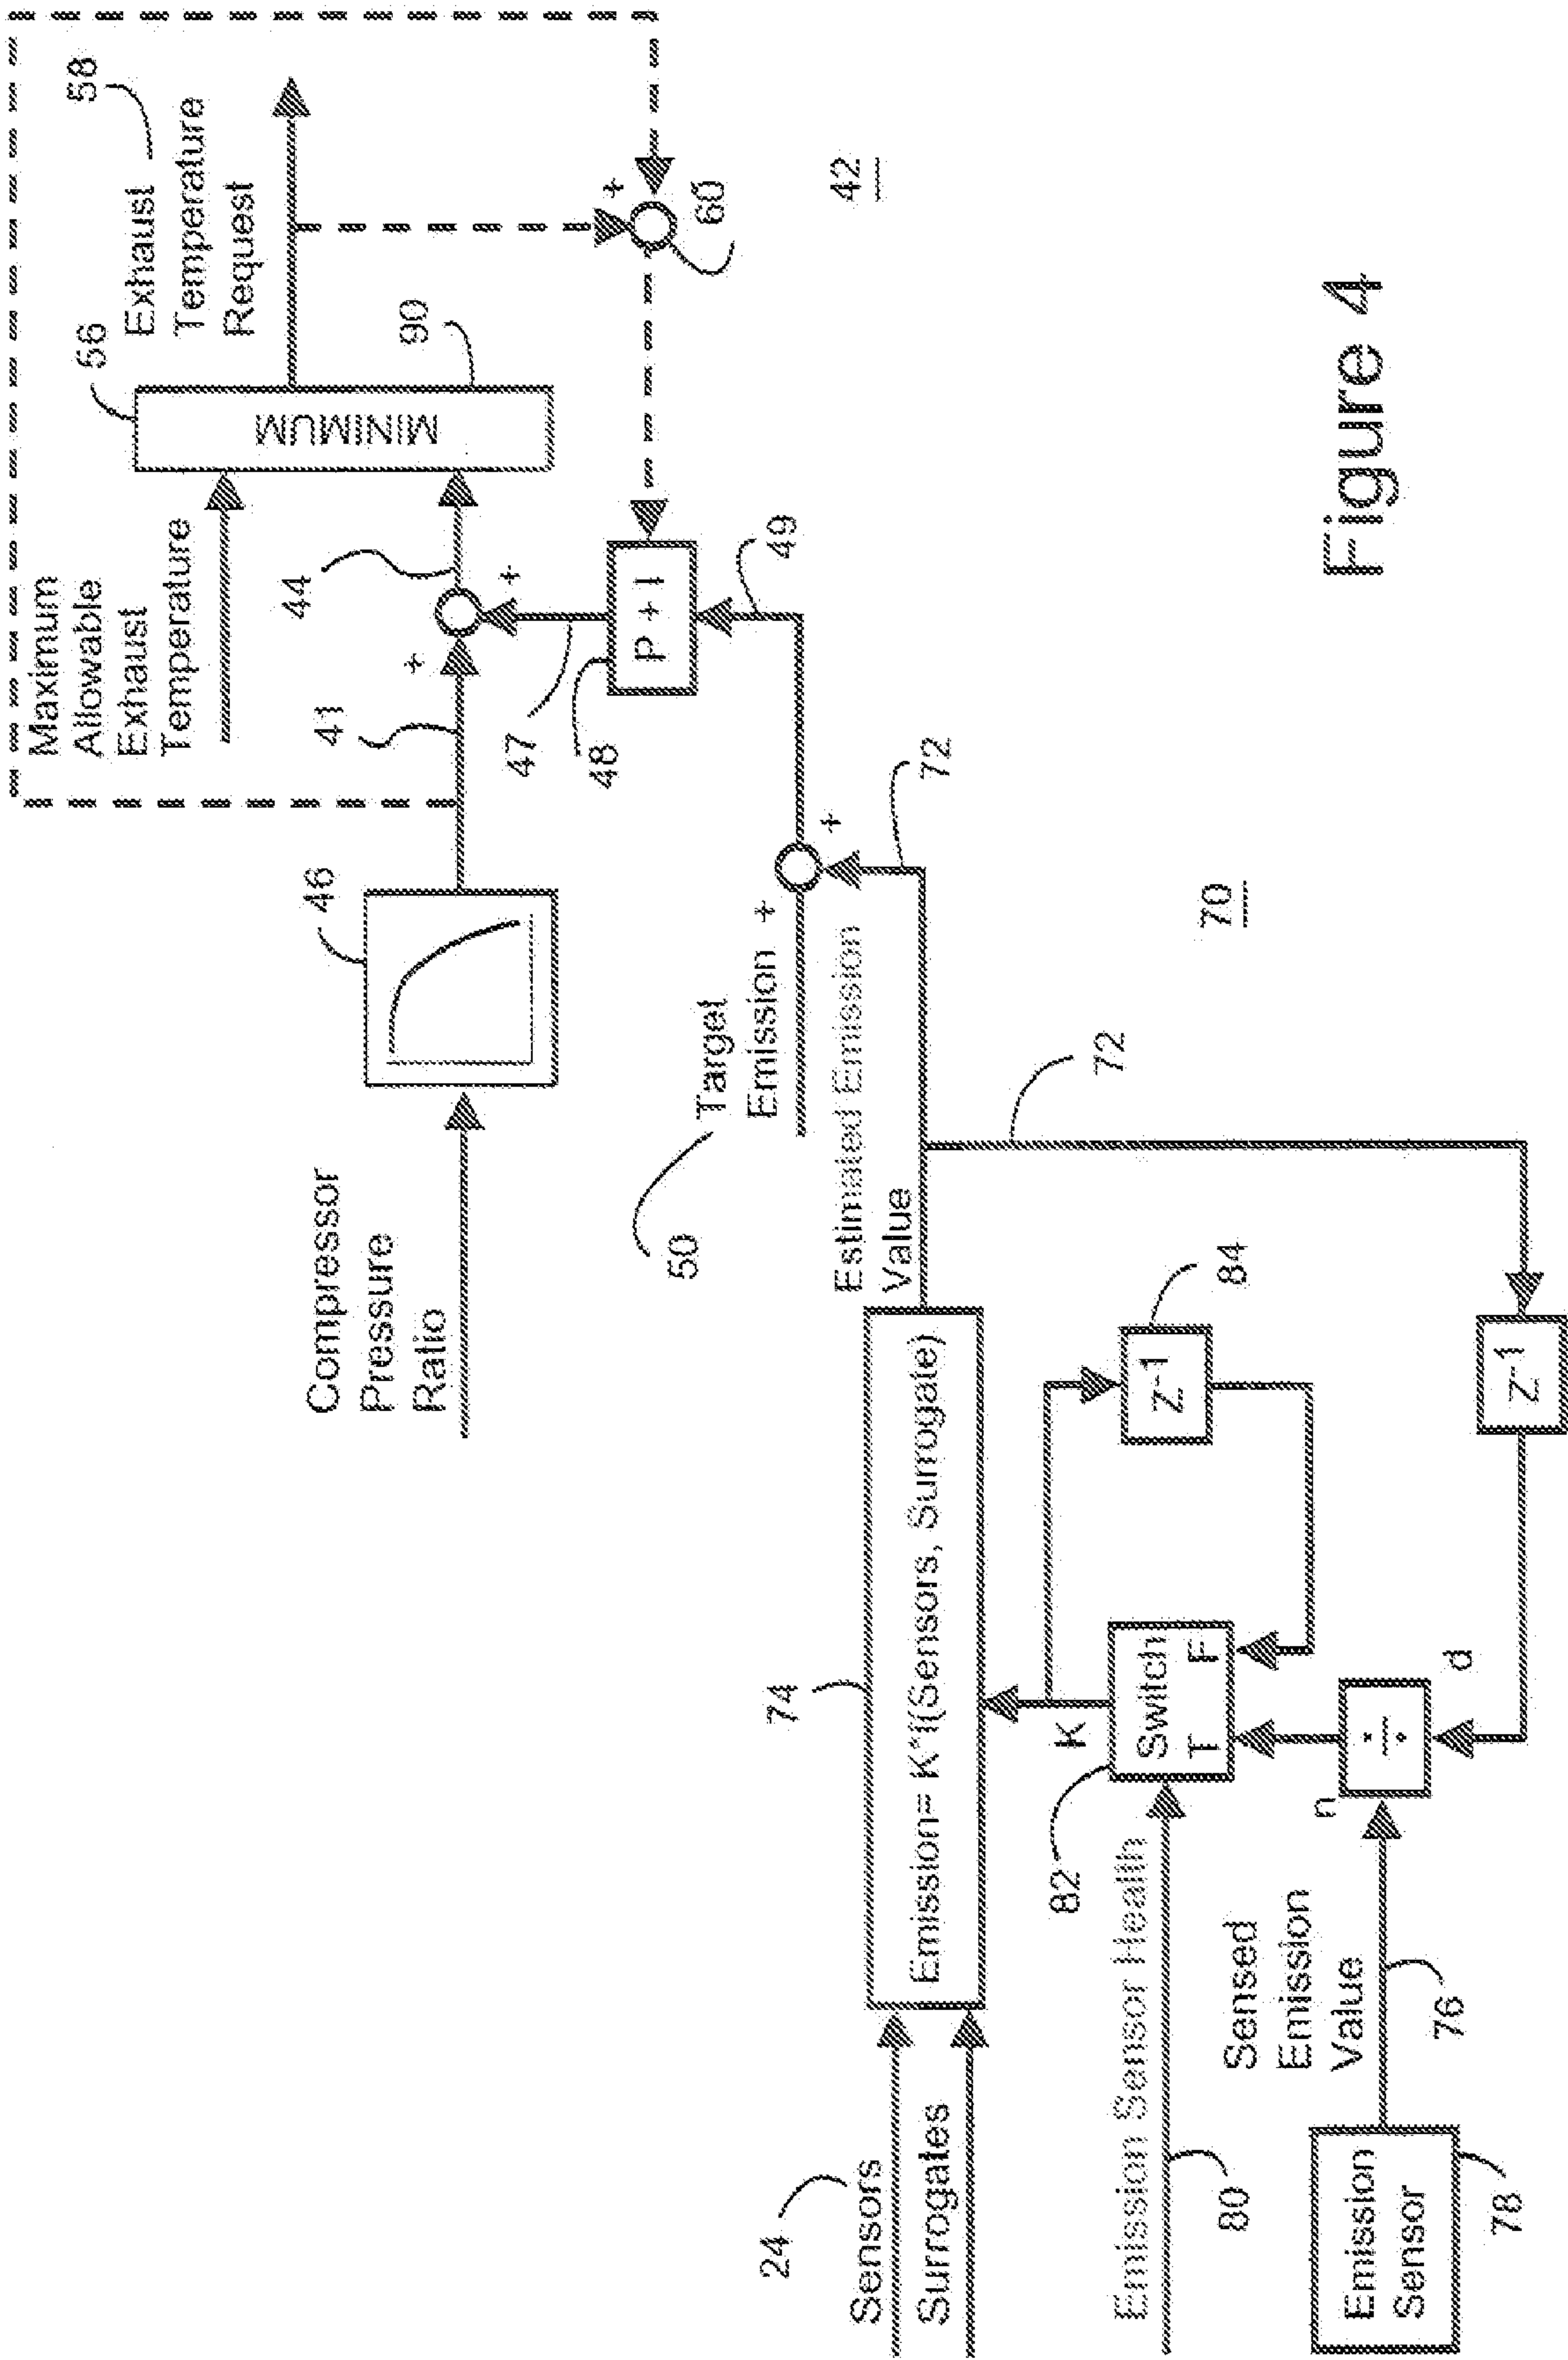 58
Exhaust
Temperature
Request
56
90
MINIMUM
Maximum
Allowable
Exhaust
Temperature
44
+
+
41
47
48
P + I
49
+
60
42
46
Compressor
Pressure
Ratio
50
Target
Emission +
+
72
Estimated Emission
Value
72
70
74
Emission= K*f(Sensors, Surrogate)
24
Sensors
Surrogates
84
Z-1
K
82
Switch
T F
Emission Sensor Health
80
Z-1
n
d
÷
Sensed
Emission
Value
76
Emission
Sensor
78
Figure 4